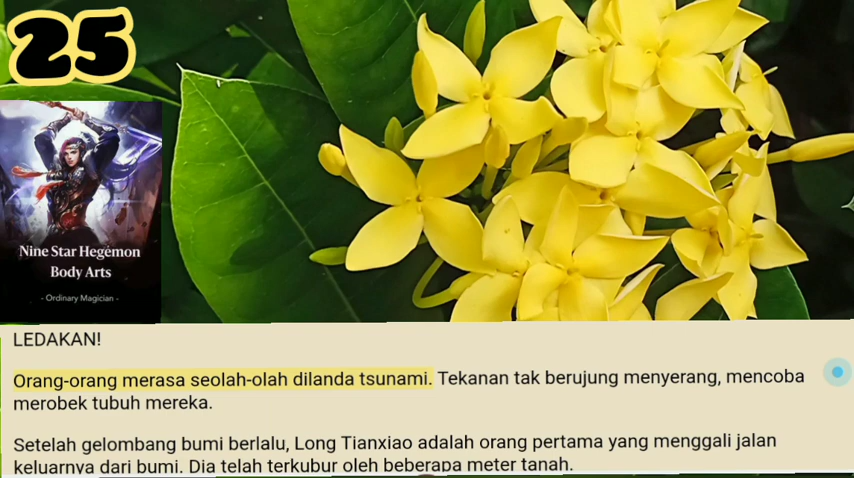 25
Nine Star Hegemon
Body Arts
- Ordinary Magician -
LEDAKAN!
Orang-orang merasa seolah-olah dilanda tsunami. Tekanan tak berujung menyerang, mencoba
merobek tubuh mereka.
Setelah gelombang bumi berlalu, Long Tianxiao adalah orang pertama yang menggali jalan
keluarnya dari bumi. Dia telah terkubur oleh beberapa meter tanah.